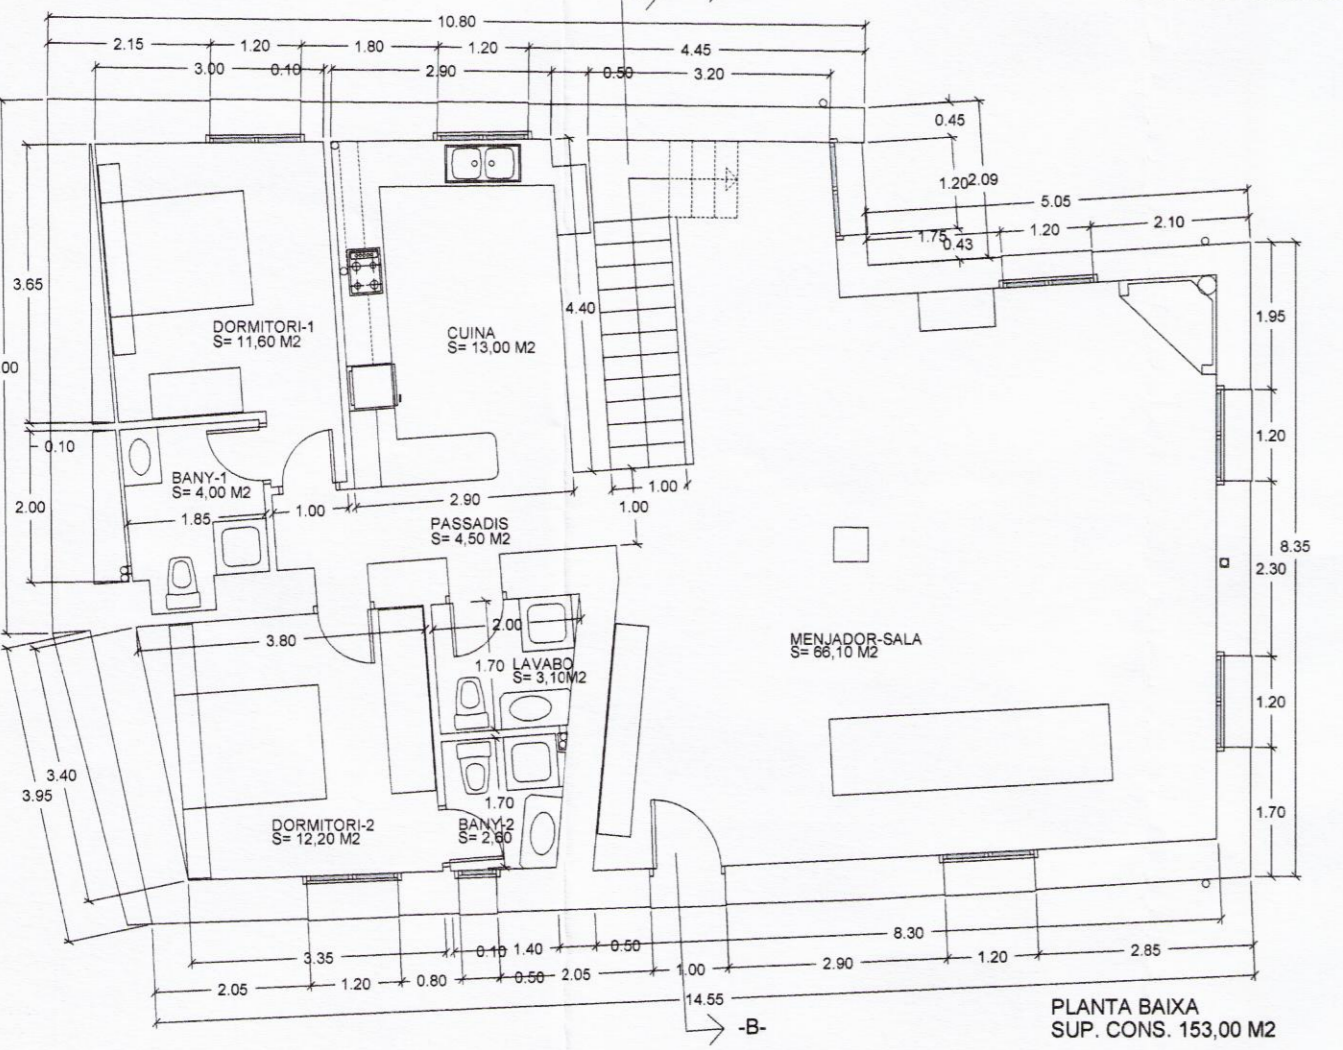 10.80
2.15
1.20
1.80
1.20
4.45
3.00
0.10
2.90
0.50
3.20
0.45
1.20
2.09
5.05
1.75
0.43
1.20
2.10
3.65
4.40
1.95
DORMITORI-1
S= 11,60 M2
CUINA
S= 13,00 M2
00
0.10
1.20
BANY-1
S= 4,00 M2
2.00
1.85
1.00
2.90
1.00
1.00
PASSADIS
S= 4,50 M2
8.35
2.30
3.80
2.00
MENJADOR-SALA
S= 66,10 M2
1.70
LAVABO
S= 3,10M2
1.20
3.40
3.95
1.70
1.70
DORMITORI-2
S= 12,20 M2
BANY-2
S= 2,60
8.30
3.35
0.10
1.40
0.50
2.05
1.20
0.80
0.50
2.05
1.00
2.90
1.20
2.85
14.55
-B-
PLANTA BAIXA
SUP. CONS. 153,00 M2